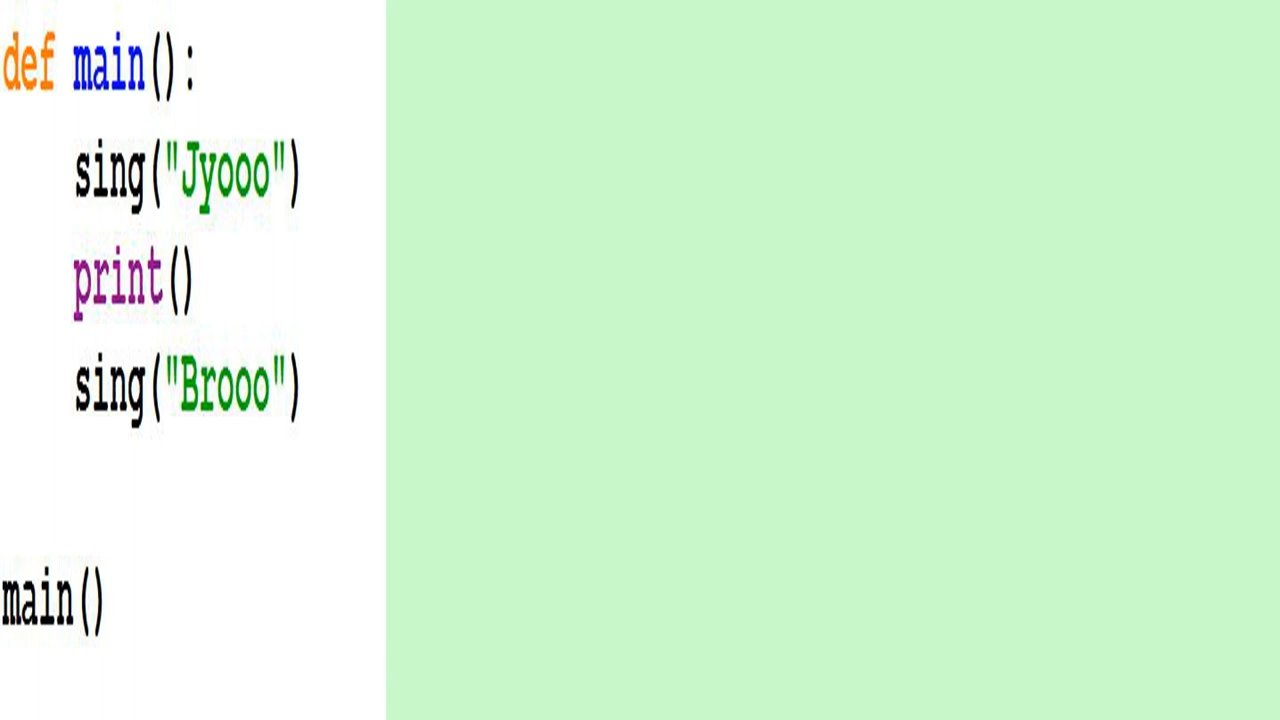 def main():
    sing("Jyooo")
    print()
    sing("Brooo")
main()